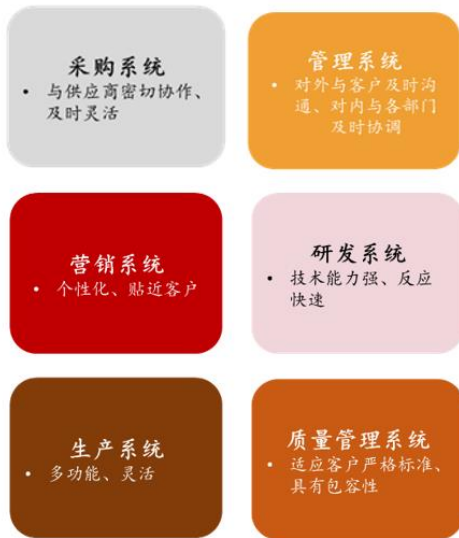 采购系统
• 与供应商密切协作、
及时灵活
管理系统
• 对外与客户及时沟
通、对内与各部门
及时协调
营销系统
• 个性化、贴近客户
研发系统
• 技术能力强、反应
快速
生产系统
• 多功能、灵活
质量管理系统
• 适应客户严格标准、
具有包容性